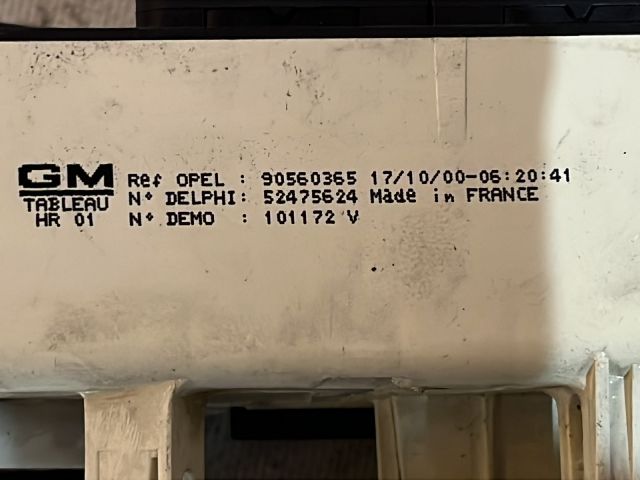 GM
TABLEAU
HR 01
Réf OPEL : 90560365 17/10/00-06:20:41
N° DELPHI: 52475624 Made in FRANCE
N° DEMO : 101172 V